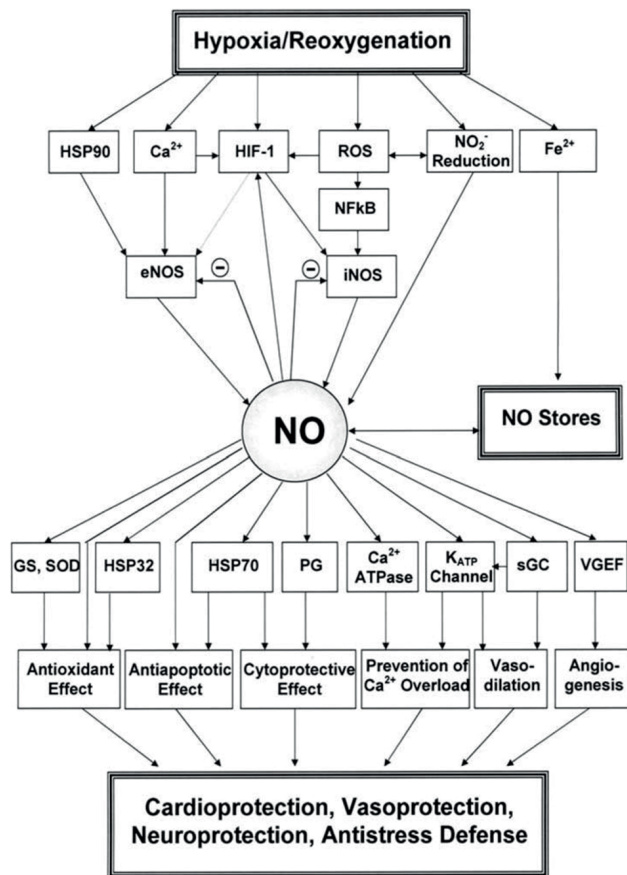 Hypoxia/Reoxygenation
HSP90
Ca²⁺
HIF-1
ROS
NO₂⁻
Reduction
Fe²⁺
NFkB
eNOS
−
−
iNOS
NO
NO Stores
GS, SOD
HSP32
HSP70
PG
Ca²⁺
ATPase
K_ATP
Channel
sGC
VGEF
Antioxidant
Effect
Antiapoptotic
Effect
Cytoprotective
Effect
Prevention of
Ca²⁺ Overload
Vaso-
dilation
Angio-
genesis
Cardioprotection, Vasoprotection,
Neuroprotection, Antistress Defense